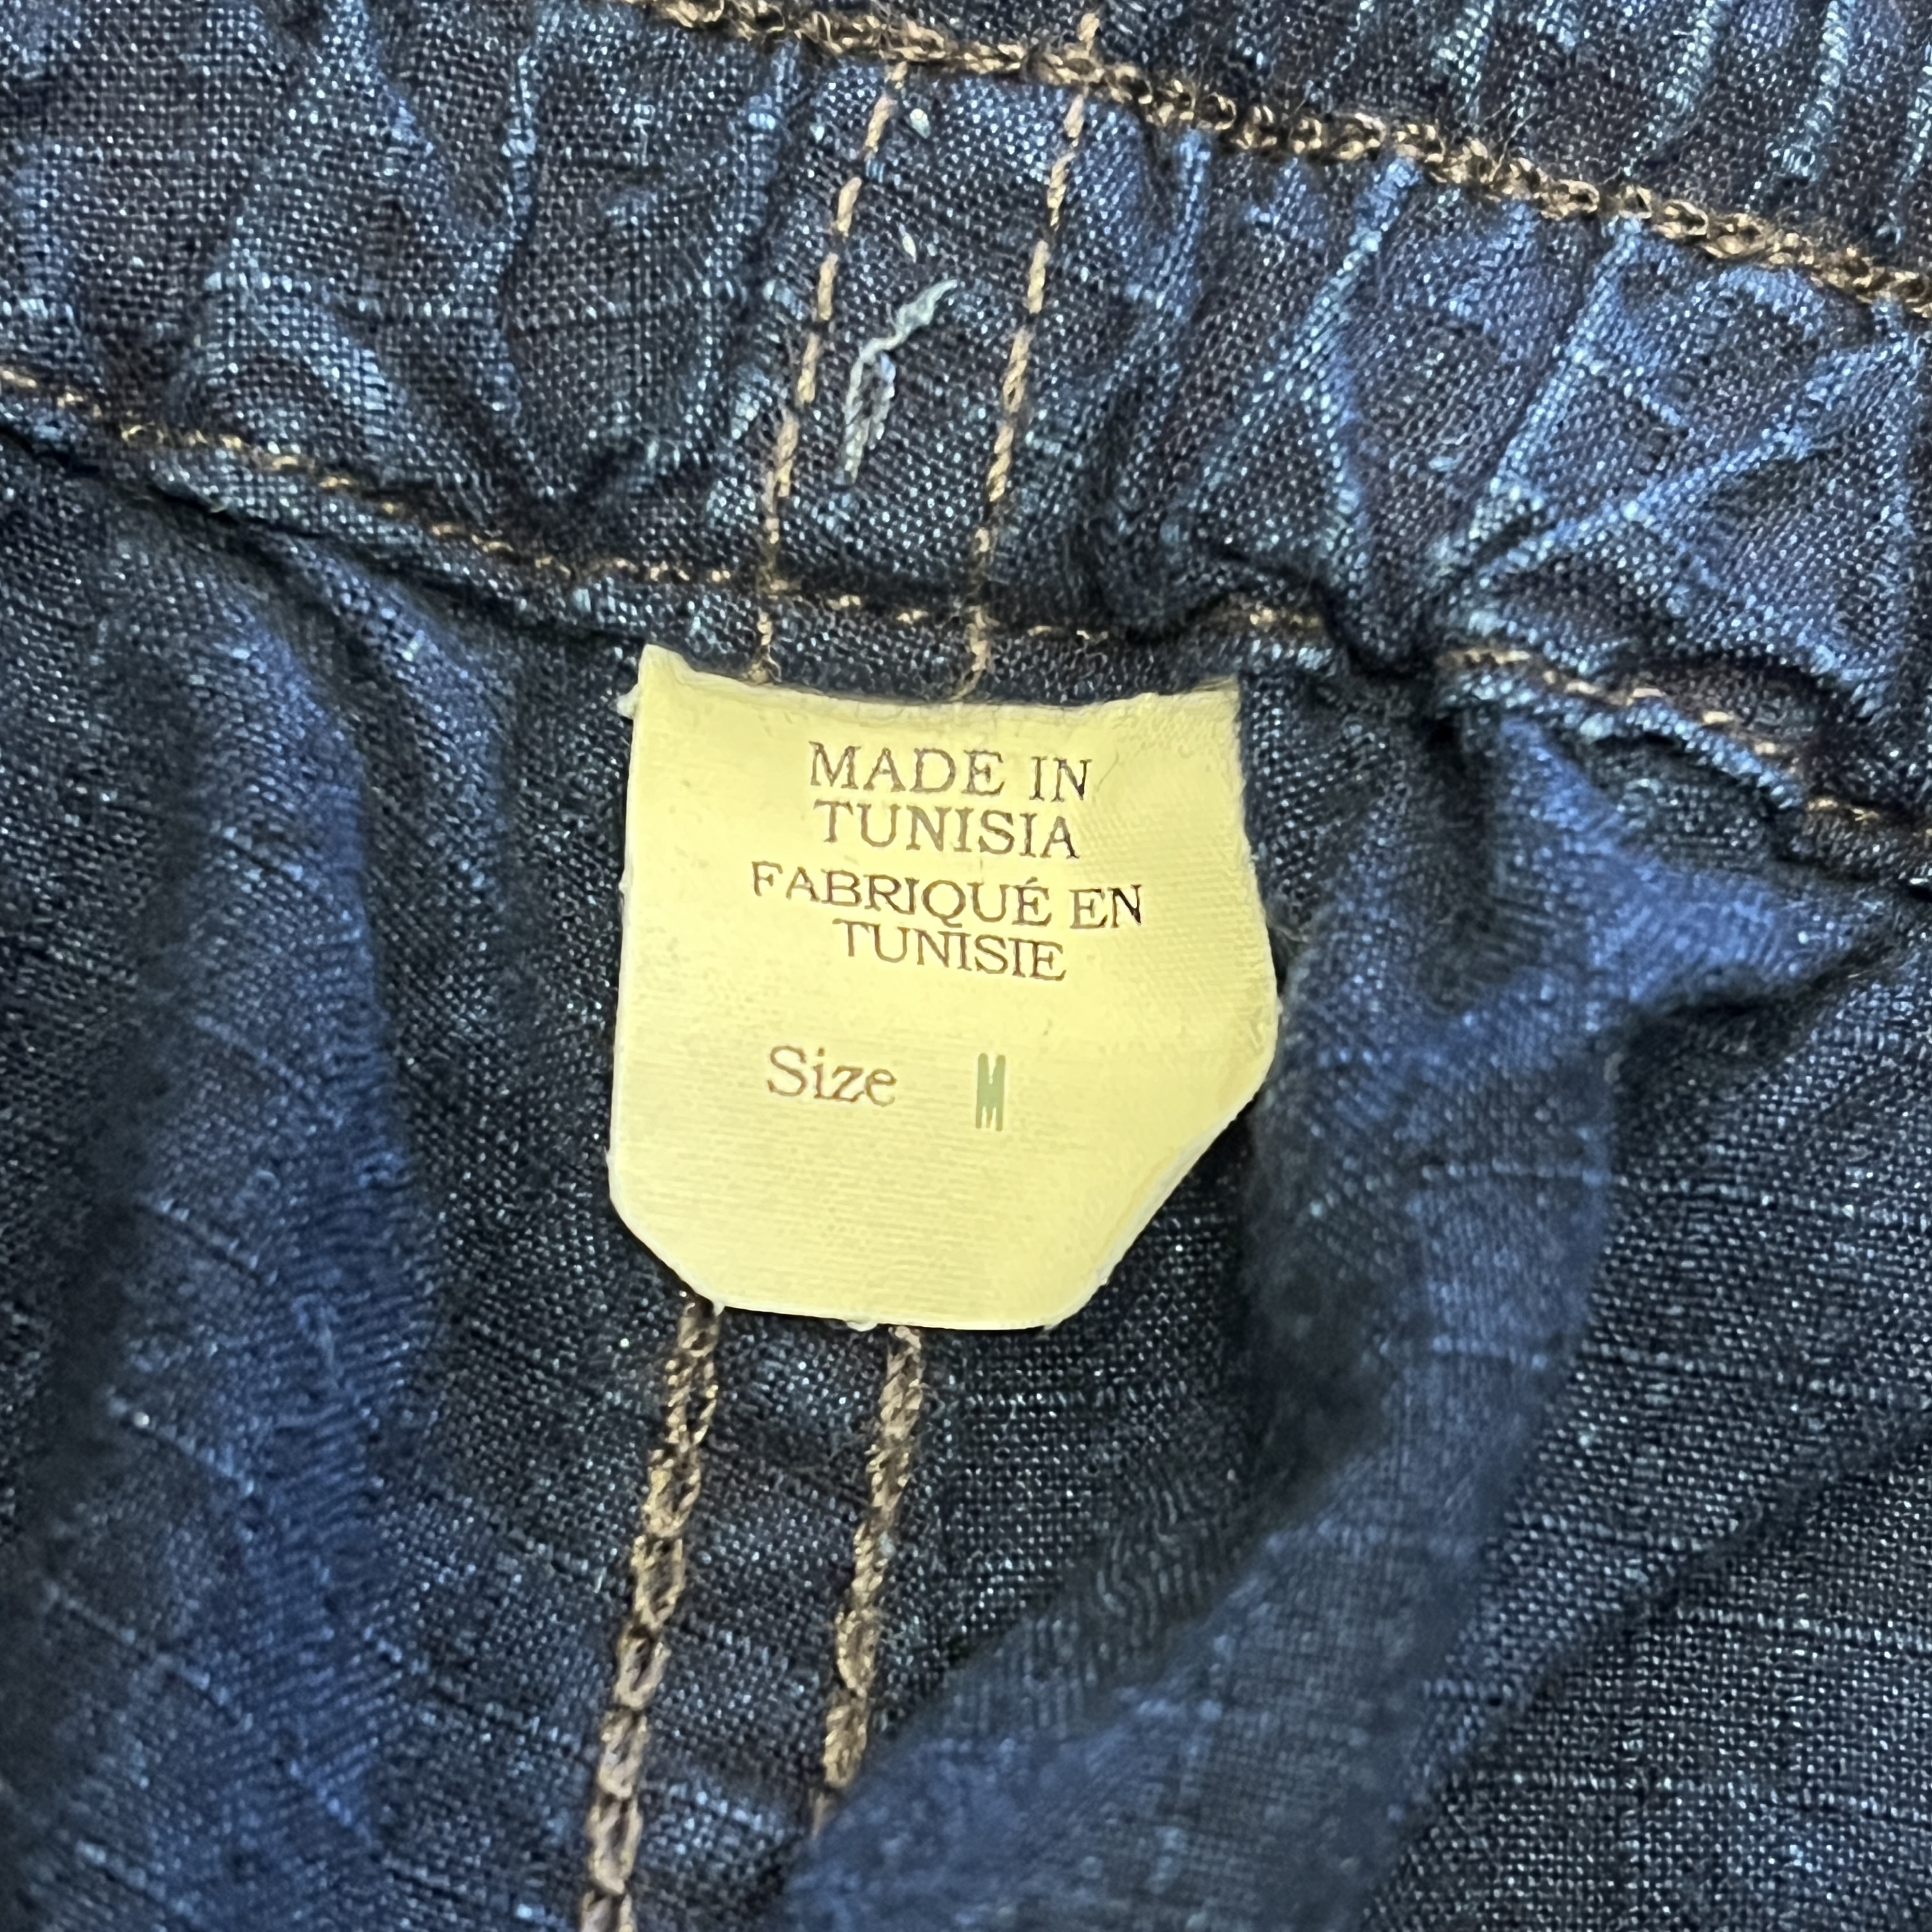 MADE IN
TUNISIA
FABRIQUÉ EN
TUNISIE
Size M